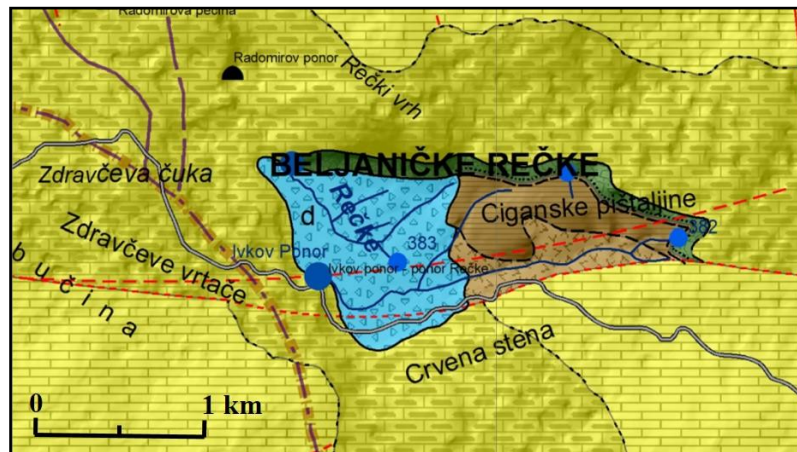 Radomirova pećina
Radomirov ponor
Rečki vrh
BELJANIČKE REČKE
Zdravčeva čuka
Rečke
d
Ciganske pištaljine
382
383
Ivkov Ponor
Ivkov ponor - ponor Rečke
Zdravčeve vrtače
bučina
Crvena stena
0 1 km